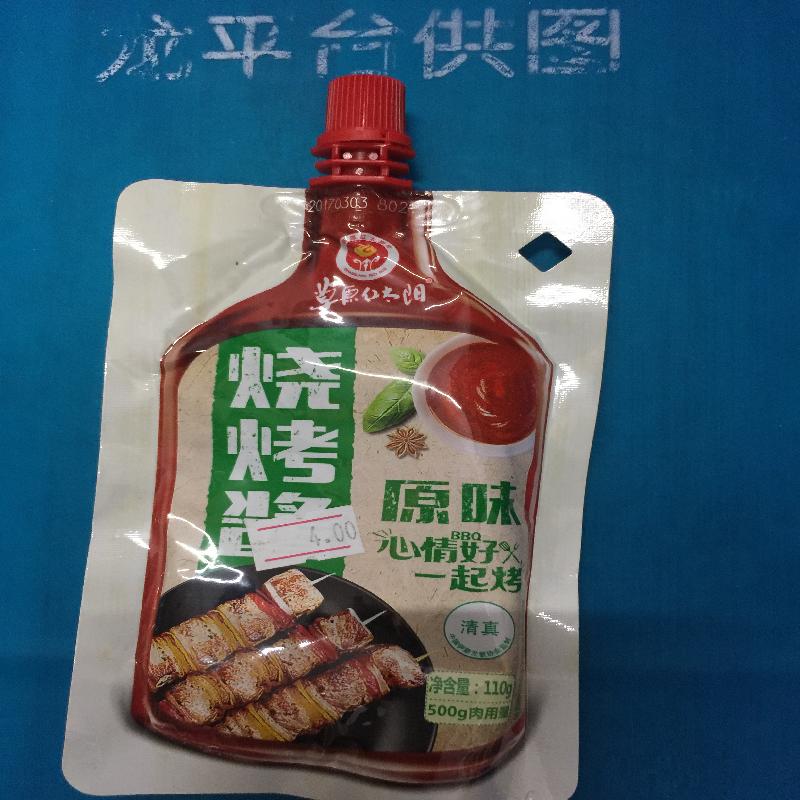 龙平台供图
20170303 802
草原红太阳
烧烤酱
4.00
原味
BBQ
心情好
一起烤
清真
净含量：110g
500g肉用量